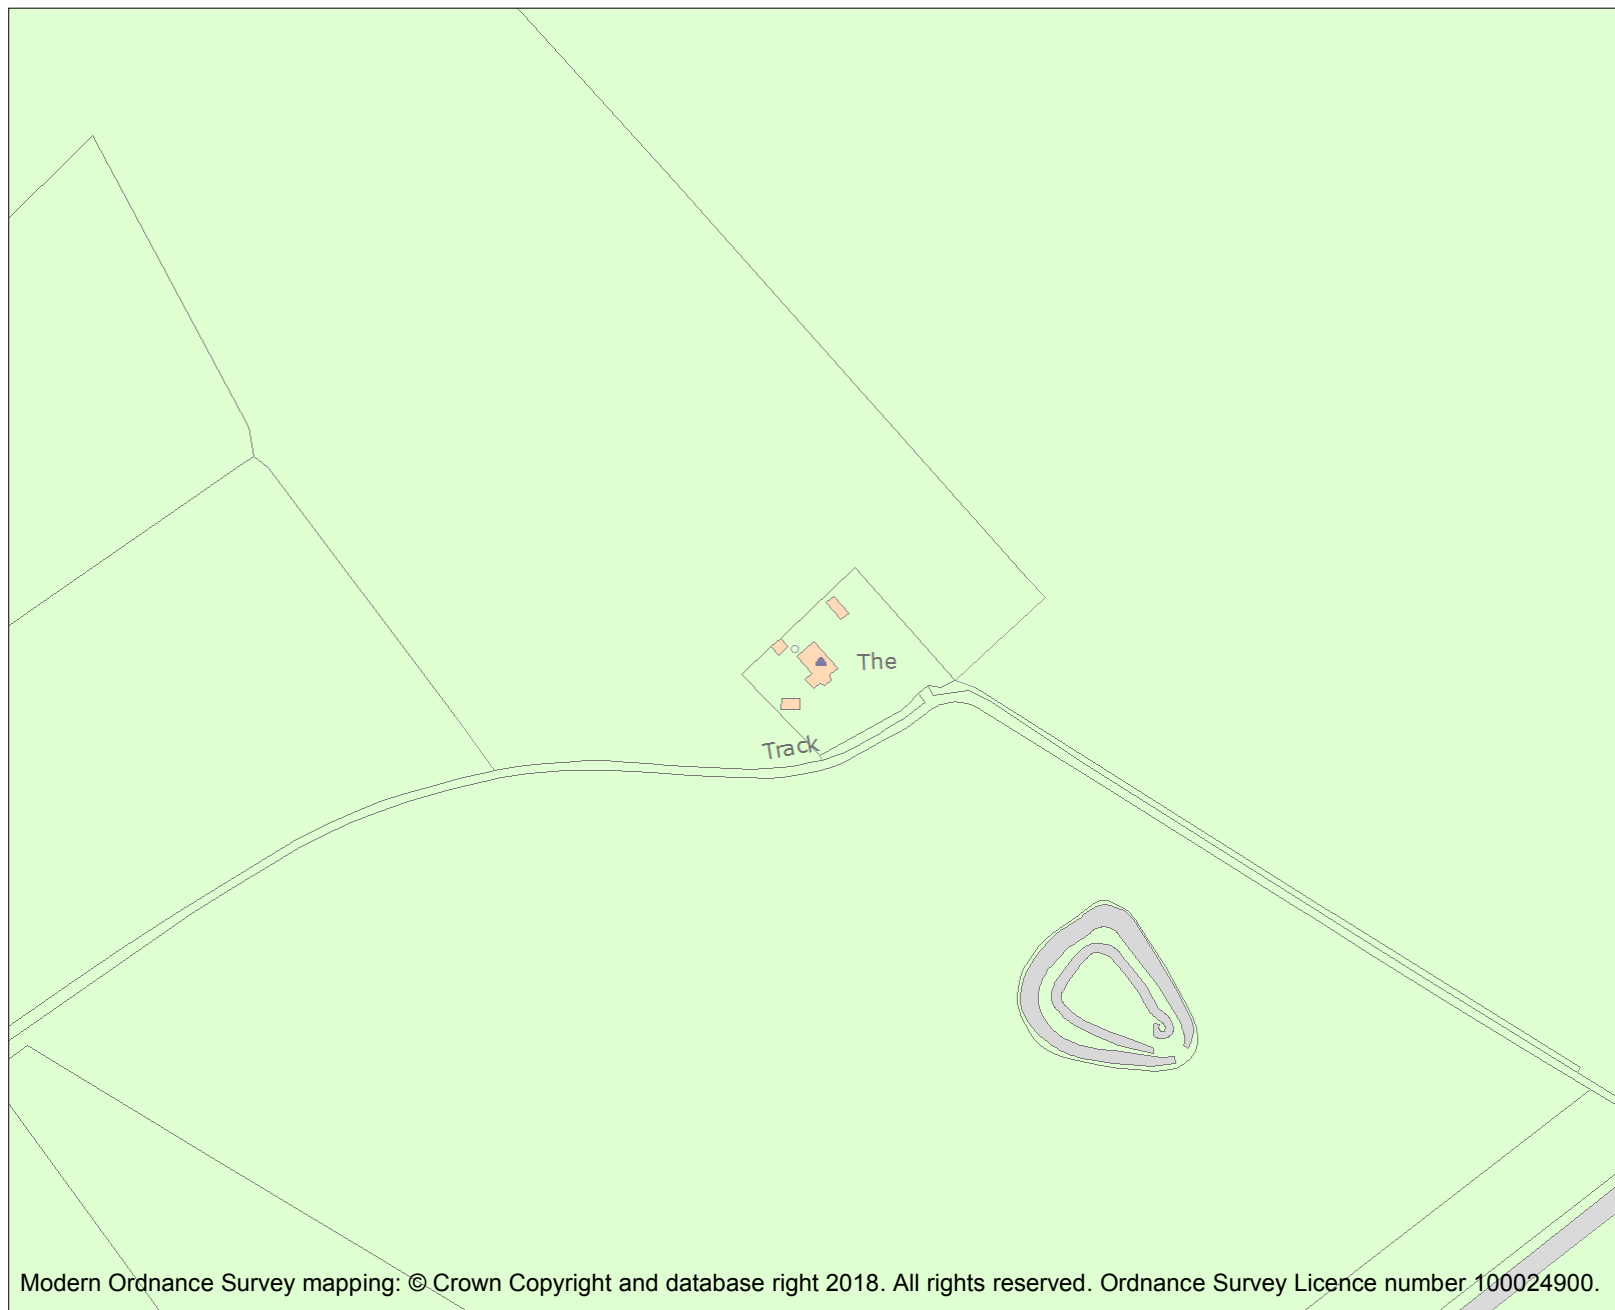 The
Track
Modern Ordnance Survey mapping: © Crown Copyright and database right 2018. All rights reserved. Ordnance Survey Licence number 100024900.